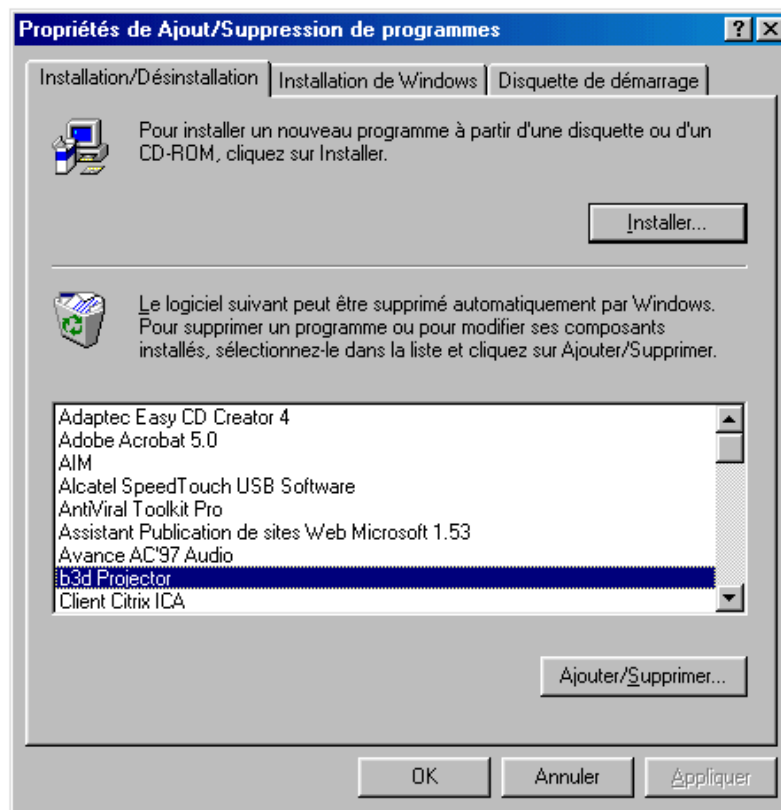 Propriétés de Ajout/Suppression de programmes
Installation/Désinstallation
Installation de Windows
Disquette de démarrage
Pour installer un nouveau programme à partir d'une disquette ou d'un
CD-ROM, cliquez sur Installer.
Installer...
Le logiciel suivant peut être supprimé automatiquement par Windows.
Pour supprimer un programme ou pour modifier ses composants
installés, sélectionnez-le dans la liste et cliquez sur Ajouter/Supprimer.
Adaptec Easy CD Creator 4
Adobe Acrobat 5.0
AIM
Alcatel SpeedTouch USB Software
AntiViral Toolkit Pro
Assistant Publication de sites Web Microsoft 1.53
Avance AC'97 Audio
b3d Projector
Client Citrix ICA
Ajouter/Supprimer...
OK
Annuler
Appliquer